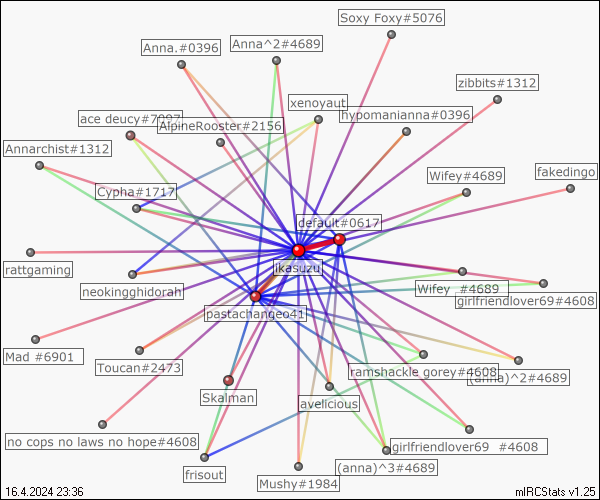 Soxy Foxy#5076
Anna^2#4689
Anna.#0396
zibbits#1312
xenoyaut
hypomanianna#0396
ace deucy#7
AlpineRooster#2156
Annarchist#1312
fakedingo
Wifey#4689
Cypha#1717
default#0617
jkasuzu
rattgaming
neokingghidorah
Wifey_#4689
girlfriendlover69#4608
pastachangeo41
Mad #6901
Toucan#2473
ramshackle gorey#4608
(anna)^2#4689
Skalman
avelicious
no cops no laws no hope#4608
girlfriendlover69 #4608
frisout
(anna)^3#4689
Mushy#1984
16.4.2024 23:36
mIRCStats v1.25